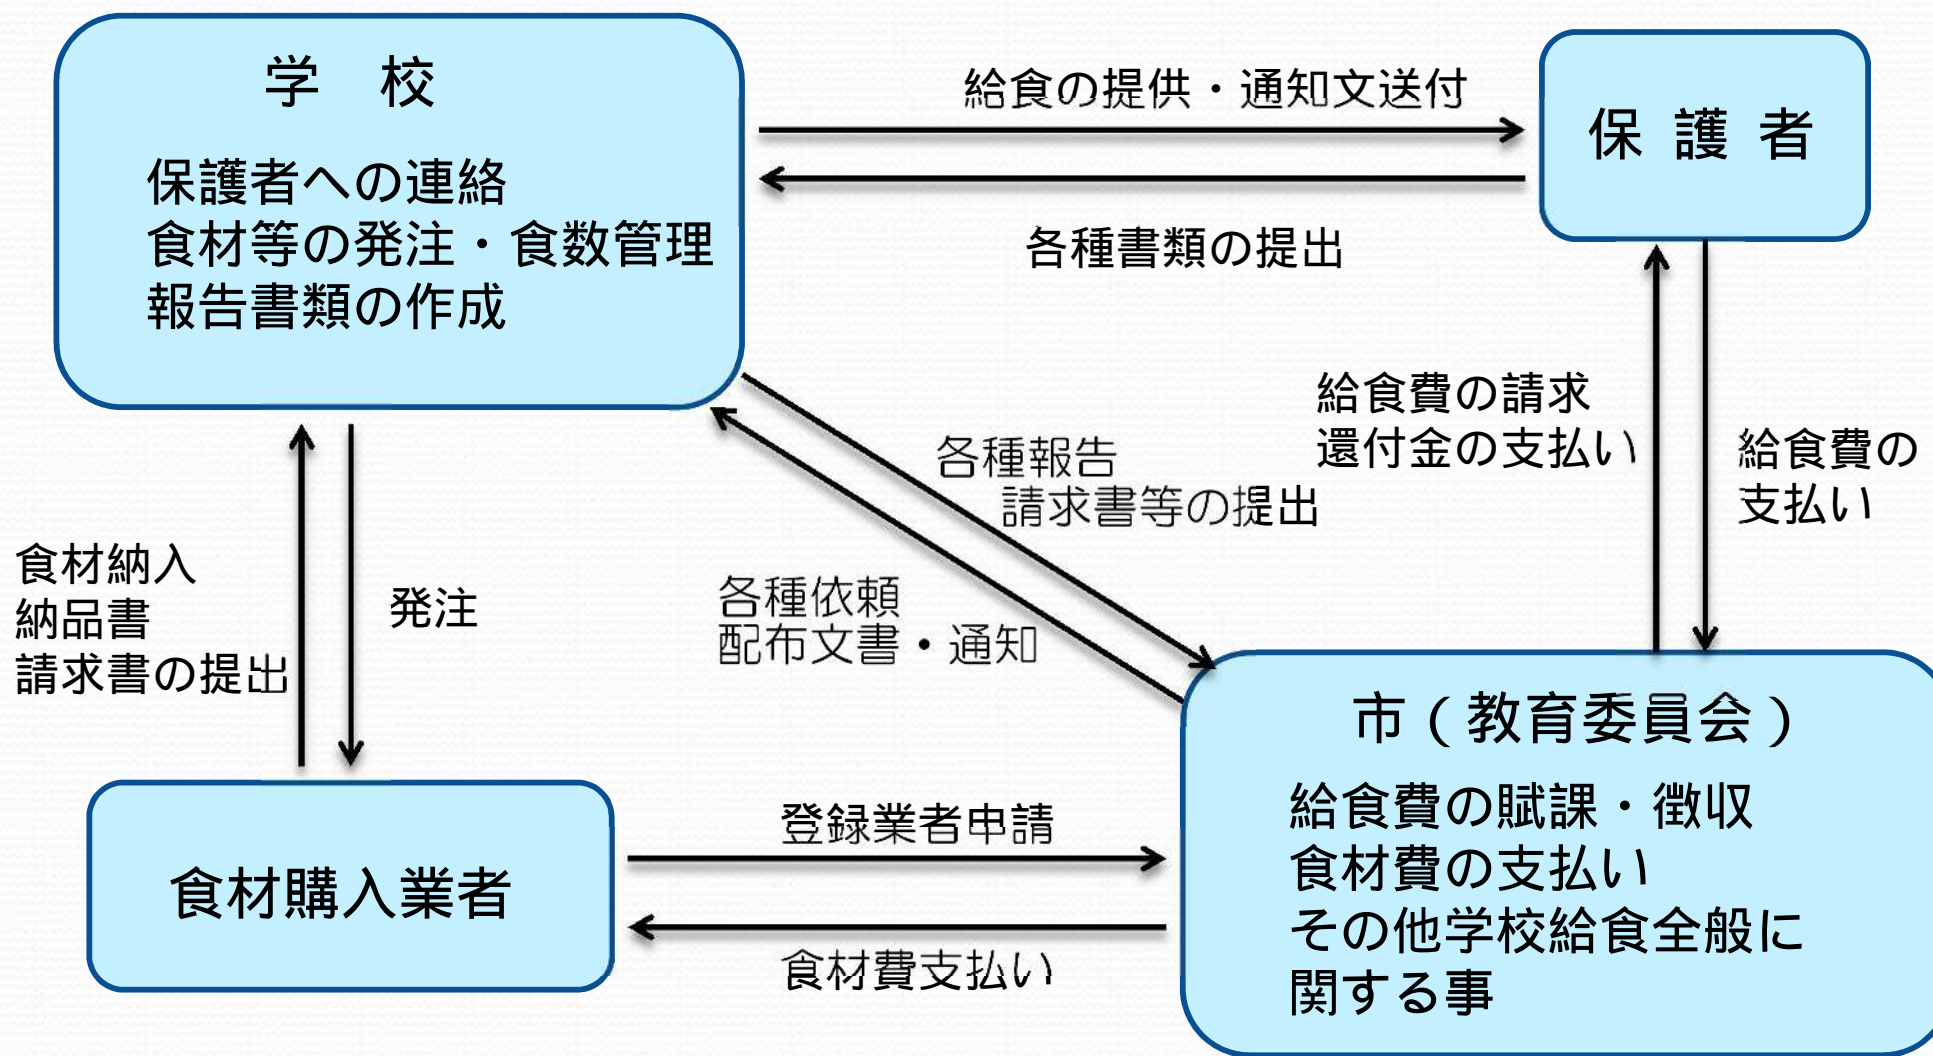 学　校
保護者への連絡
食材等の発注・食数管理
報告書類の作成
給食の提供・通知文送付
各種書類の提出
保 護 者
給食費の請求
還付金の支払い
給食費の
支払い
各種報告
請求書等の提出
各種依頼
配布文書・通知
食材納入
納品書
請求書の提出
発注
食材購入業者
登録業者申請
食材費支払い
市（教育委員会）
給食費の賦課・徴収
食材費の支払い
その他学校給食全般に
関する事